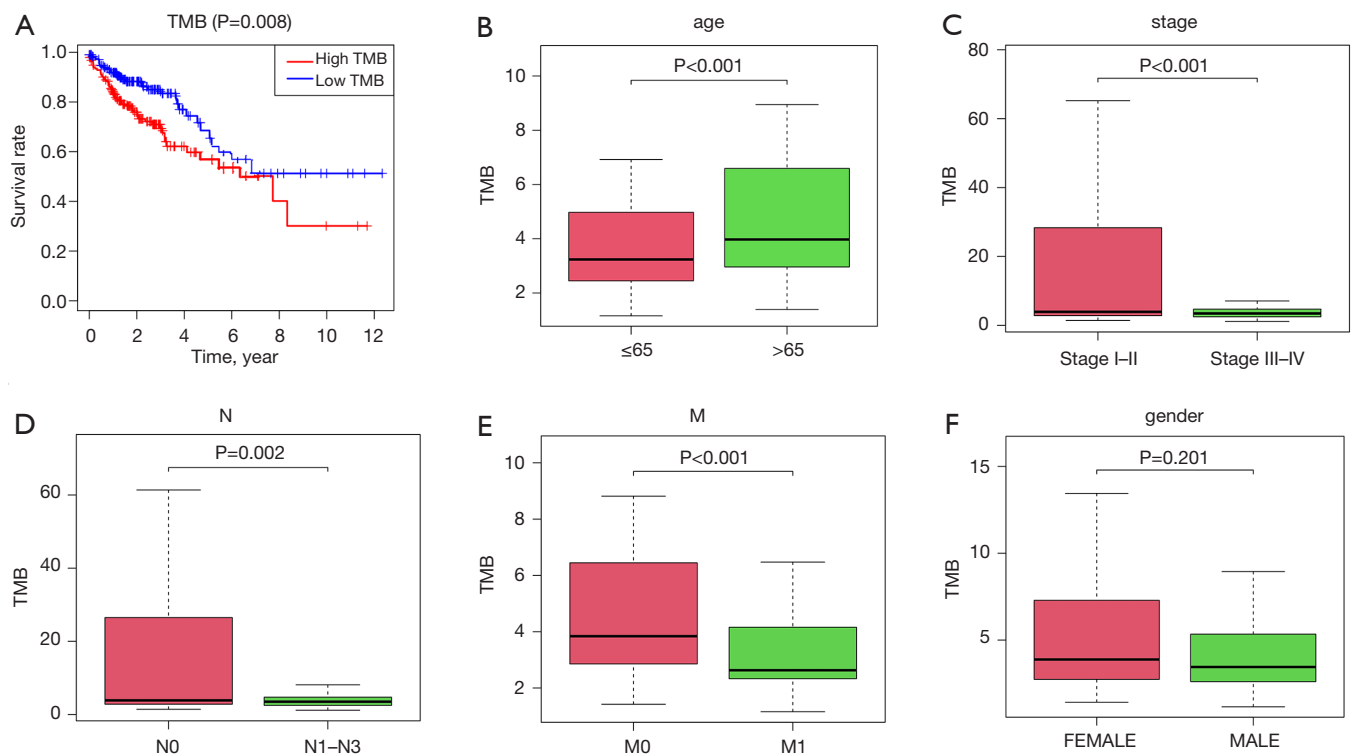 A
TMB (P=0.008)
High TMB
Low TMB
1.0
0.8
0.6
0.4
0.2
0.0
Survival rate
0 2 4 6 8 10 12
Time, year
B
age
P<0.001
10
8
6
4
2
TMB
≤65 >65
C
stage
P<0.001
80
60
40
20
0
TMB
Stage I–II Stage III–IV
D
N
P=0.002
60
40
20
0
TMB
N0 N1–N3
E
M
P<0.001
10
8
6
4
2
TMB
M0 M1
F
gender
P=0.201
15
10
5
TMB
FEMALE MALE